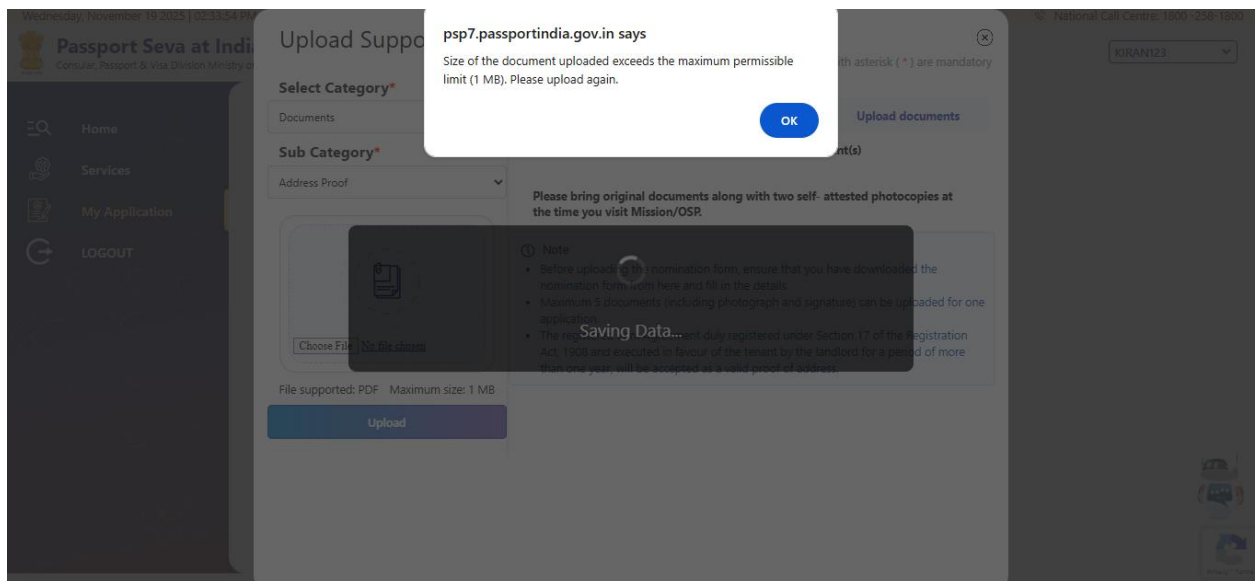 Wednesday, November 19 2025 | 02:33:54 PM
National Call Centre: 1800 -258-1800
Passport Seva at Indi
Consular, Passport & Visa Division Ministry o
KIRAN123
Home
Services
My Application
LOGOUT
Upload Suppo
th asterisk ( * ) are mandatory
psp7.passportindia.gov.in says
Size of the document uploaded exceeds the maximum permissible
limit (1 MB). Please upload again.
OK
Select Category*
Documents
Upload documents
Sub Category*
nt(s)
Address Proof
Please bring original documents along with two self- attested photocopies at
the time you visit Mission/OSP.
Note
Before uploading the nomination form, ensure that you have downloaded the
nomination form from here and fill in the details.
Maximum 5 documents (including photograph and signature) can be uploaded for one
application.
The registered rent agreement duly registered under Section 17 of the Registration
Act, 1908 and executed in favour of the tenant by the landlord for a period of more
than one year, will be accepted as a valid proof of address.
Saving Data...
Choose File No file chosen
File supported: PDF Maximum size: 1 MB
Upload